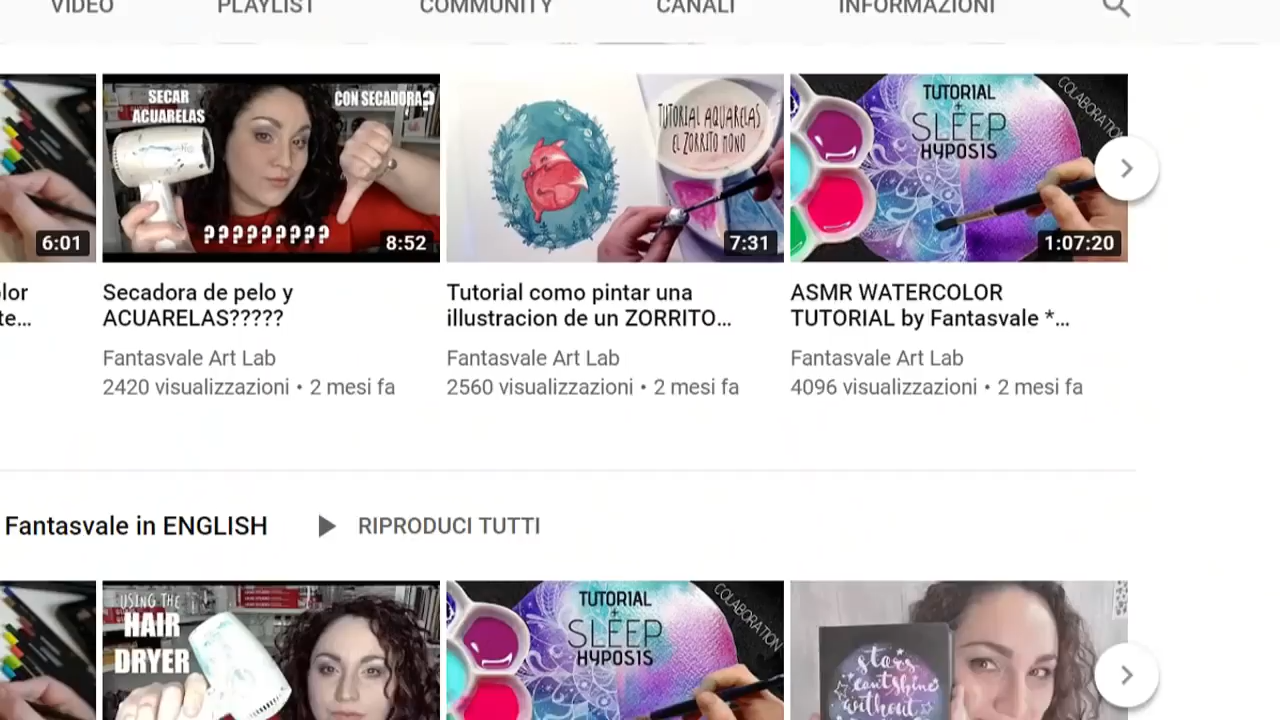 VIDEO PLAYLIST COMMUNITY CANALI INFORMAZIONI
SECAR
ACUARELAS
CON SECADORA?
?????????
6:01
8:52
TUTORIAL AQUARELAS
EL ZORRITO MONO
7:31
TUTORIAL
+
SLEEP
HYPOSIS
COLABORATION
1:07:20
lor
te...
Secadora de pelo y
ACUARELAS?????
Fantasvale Art Lab
2420 visualizzazioni • 2 mesi fa
Tutorial como pintar una
illustracion de un ZORRITO...
Fantasvale Art Lab
2560 visualizzazioni • 2 mesi fa
ASMR WATERCOLOR
TUTORIAL by Fantasvale *...
Fantasvale Art Lab
4096 visualizzazioni • 2 mesi fa
Fantasvale in ENGLISH RIPRODUCI TUTTI
USING THE
HAIR
DRYER
TUTORIAL
+
SLEEP
HYPOSIS
COLABORATION
stars
can't shine
without